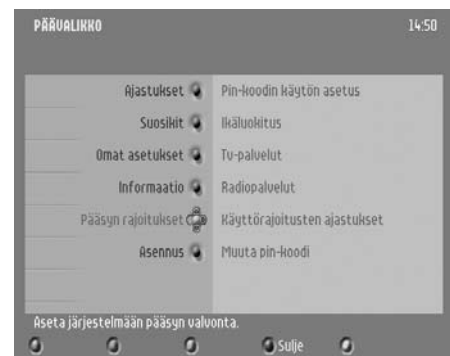 PÄÄVALIKKO 14:50
Ajastukset Pin-koodin käytön asetus
Suosikit Ikäluokitus
Omat asetukset Tv-palvelut
Informaatio Radiopalvelut
Pääsyn rajoitukset Käyttörajoitusten ajastukset
Asennus Muuta pin-koodi
Aseta järjestelmään pääsyn valvonta.
Sulje